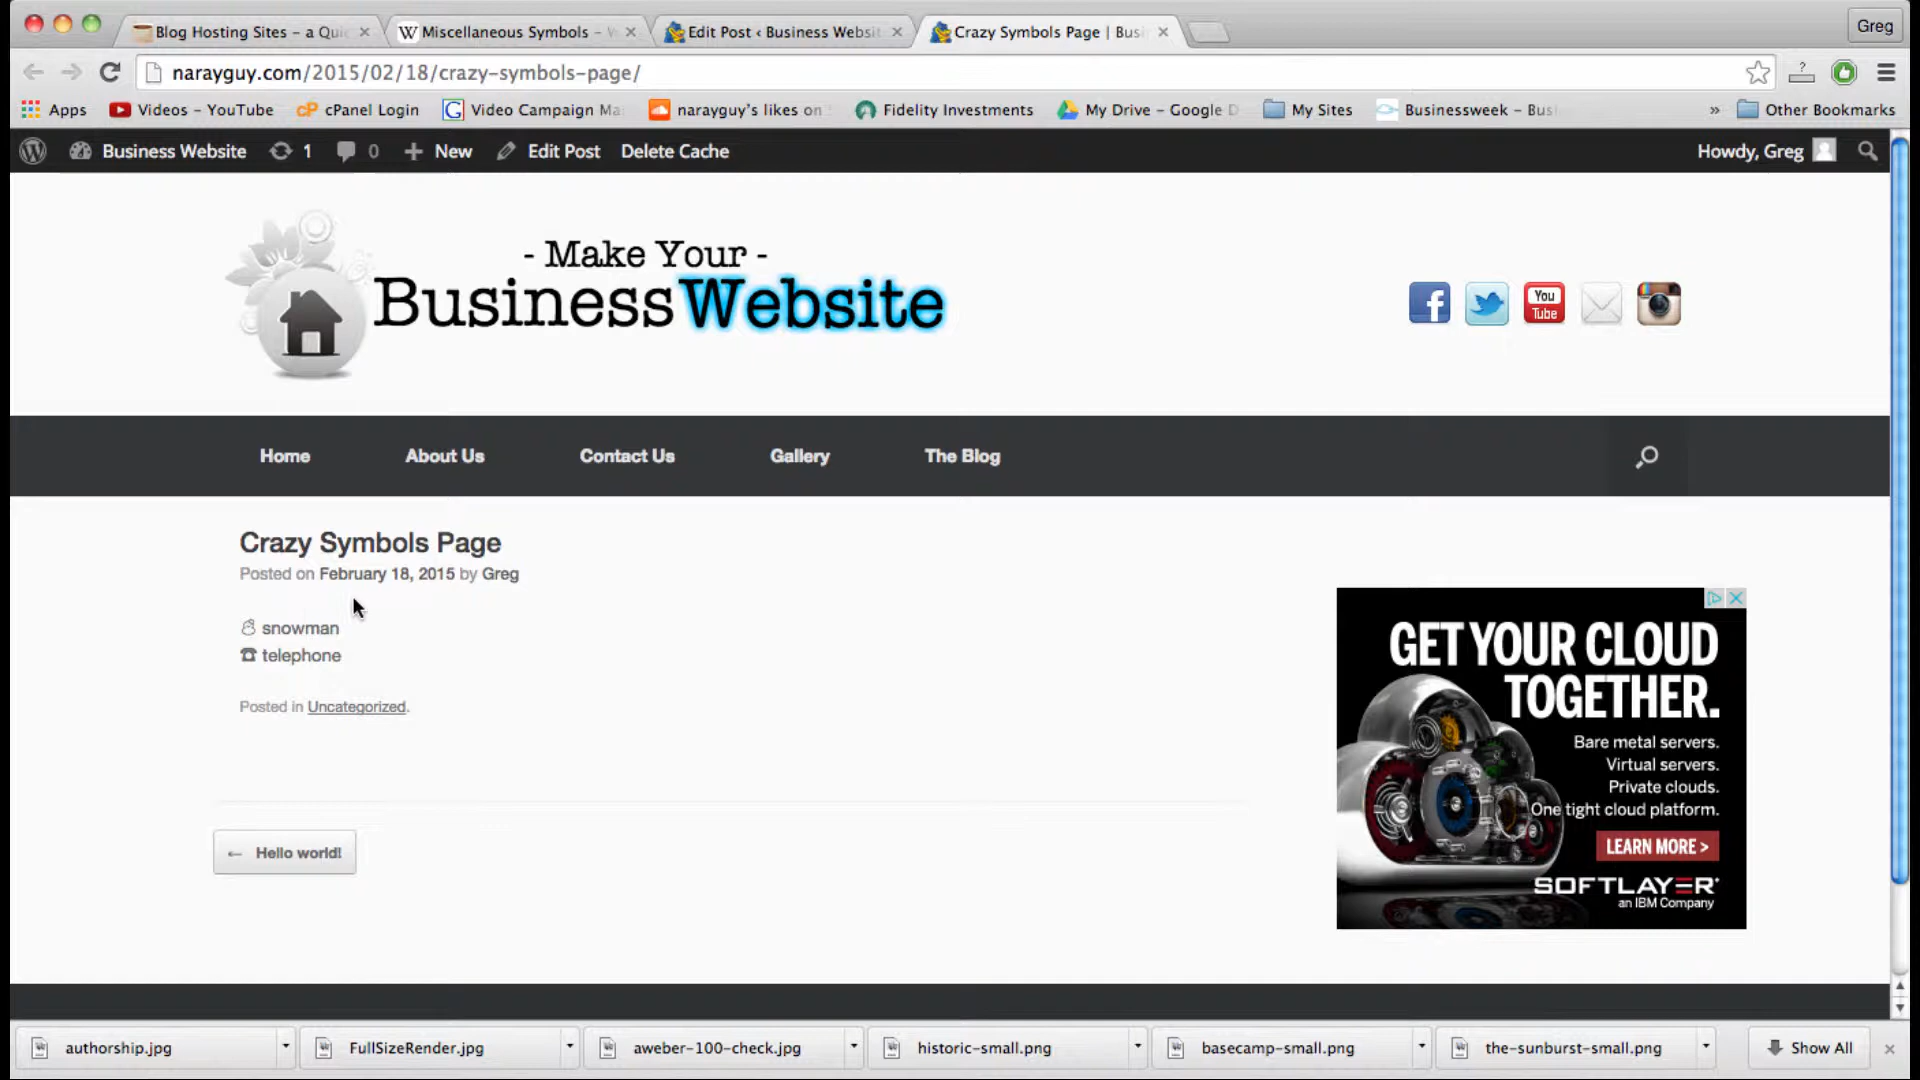 Blog Hosting Sites – a Qui
Miscellaneous Symbols –
Edit Post ‹ Business Websit
Crazy Symbols Page | Busi
Greg
narayguy.com/2015/02/18/crazy-symbols-page/
Apps
Videos – YouTube
cPanel Login
Video Campaign Ma
narayguy's likes on
Fidelity Investments
My Drive – Google D
My Sites
Businessweek – Busi
» Other Bookmarks
Business Website
1
0
+ New
Edit Post
Delete Cache
Howdy, Greg
- Make Your -
BusinessWebsite
You
Tube
Home
About Us
Contact Us
Gallery
The Blog
Crazy Symbols Page
Posted on February 18, 2015 by Greg
☃ snowman
☎ telephone
Posted in Uncategorized.
← Hello world!
GET YOUR CLOUD
TOGETHER.
Bare metal servers.
Virtual servers.
Private clouds.
One tight cloud platform.
LEARN MORE >
SOFTLAYER
an IBM Company
authorship.jpg
FullSizeRender.jpg
aweber-100-check.jpg
historic-small.png
basecamp-small.png
the-sunburst-small.png
Show All